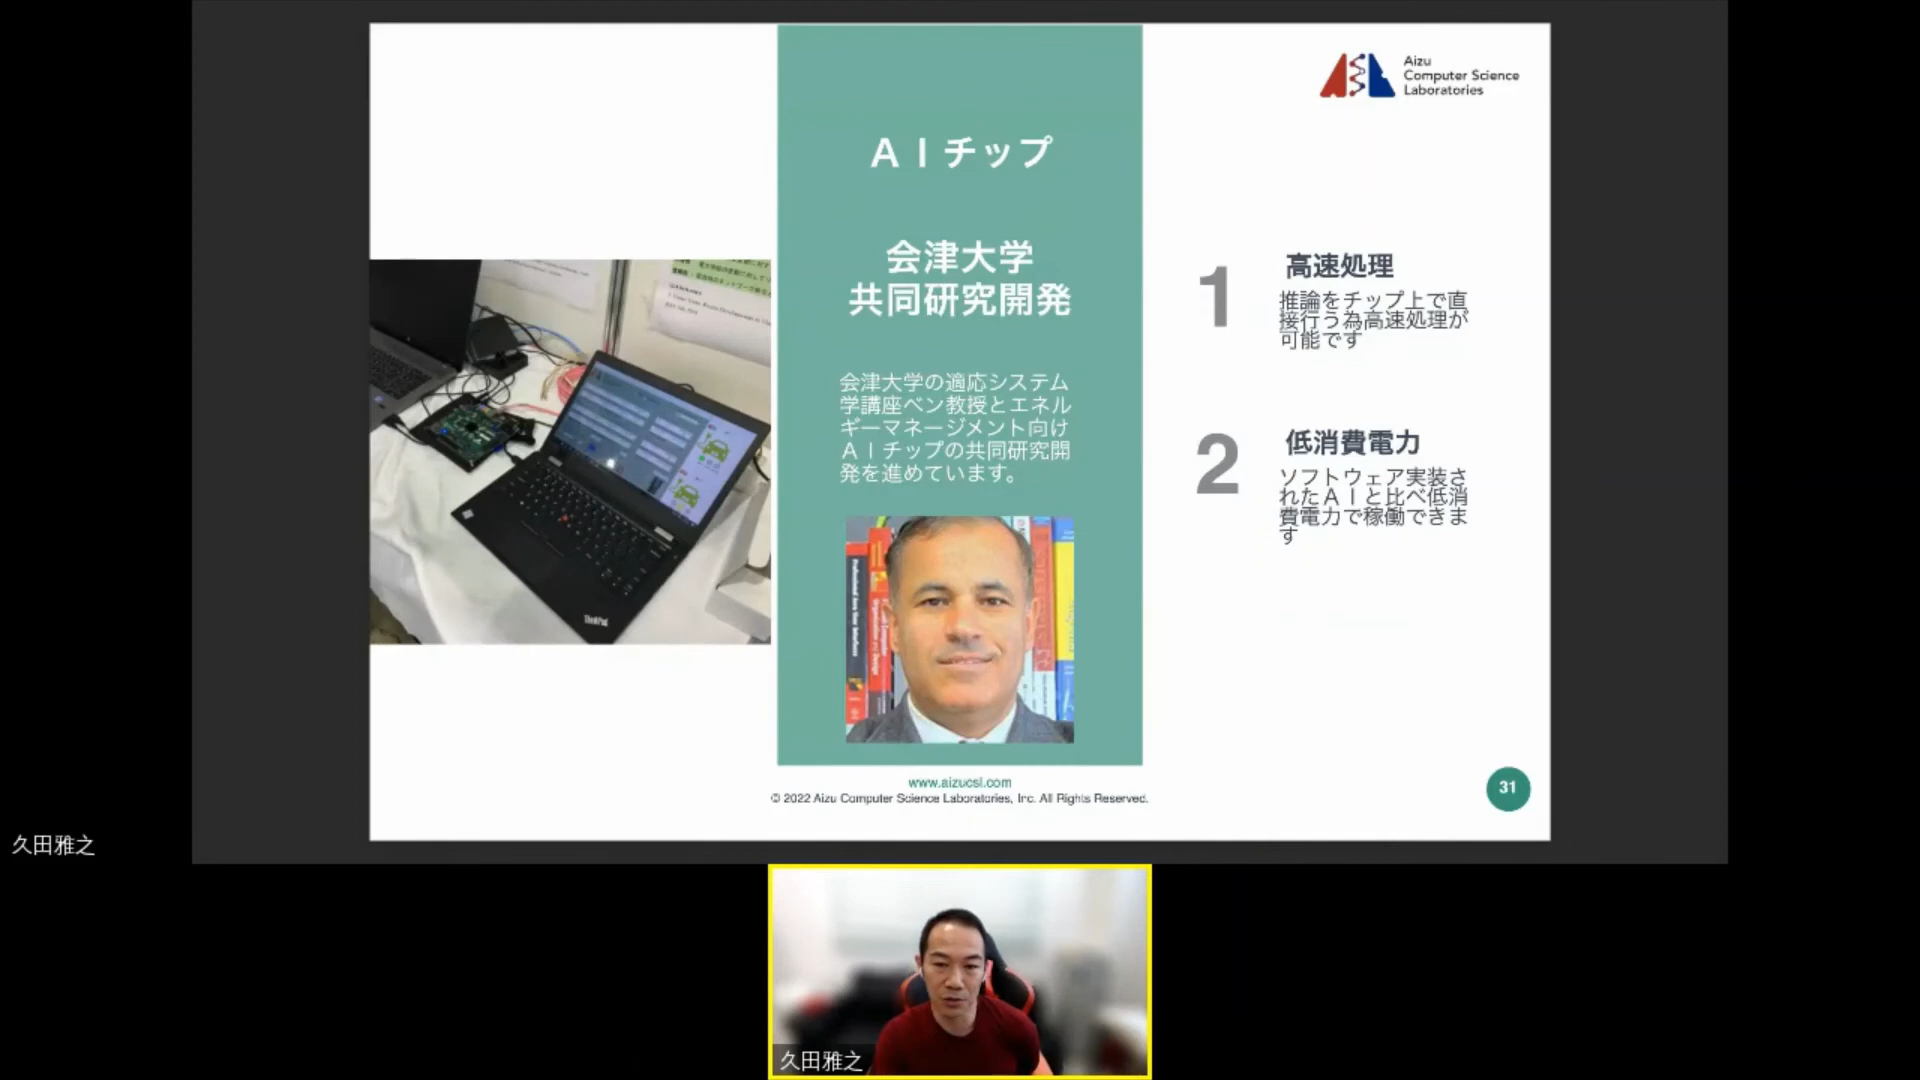 Aizu
Computer Science
Laboratories
ＡＩチップ
会津大学
共同研究開発
会津大学の適応システム
学講座ベン教授とエネル
ギーマネージメント向け
ＡＩチップの共同研究開
発を進めています。
1
高速処理
推論をチップ上で直
接行う為高速処理が
可能です
2
低消費電力
ソフトウェア実装さ
れたＡＩと比べ低消
費電力で稼働できま
す
ThinkPad
www.aizucsl.com
© 2022 Aizu Computer Science Laboratories, Inc. All Rights Reserved.
31
久田雅之
久田雅之